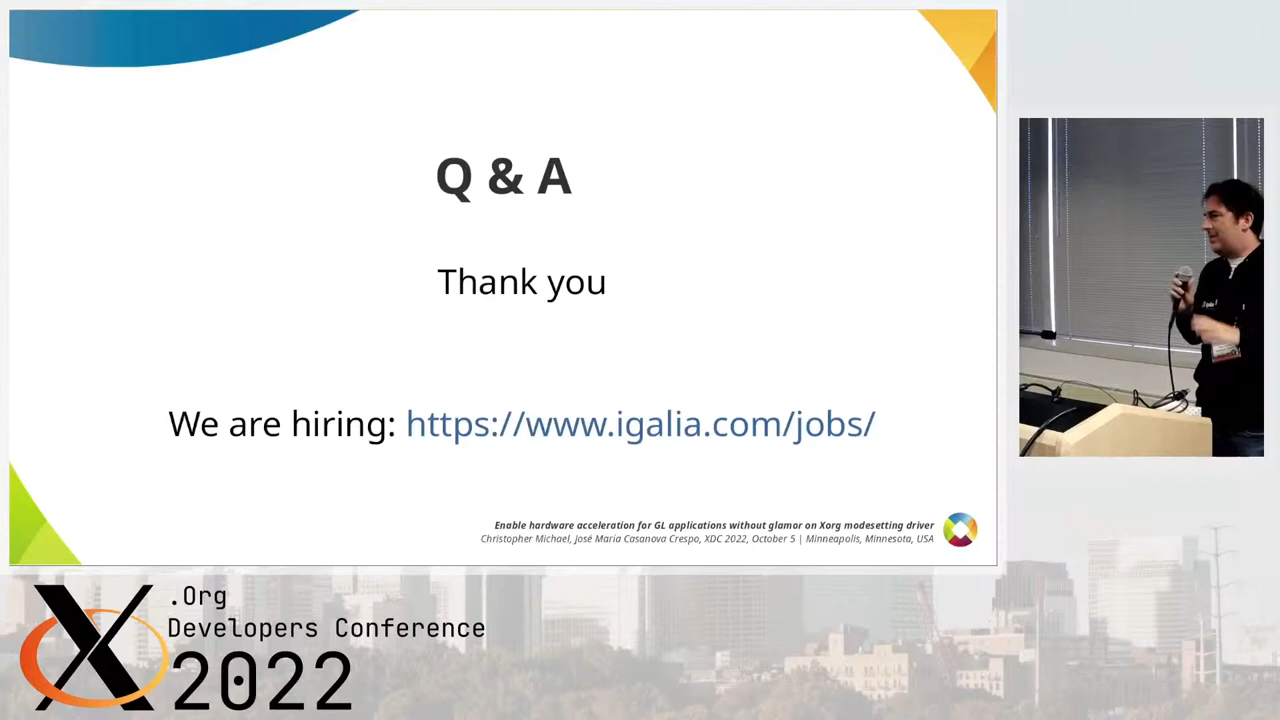 Q & A
Thank you
We are hiring: https://www.igalia.com/jobs/
Enable hardware acceleration for GL applications without glamor on Xorg modesetting driver
Christopher Michael, José María Casanova Crespo, XDC 2022, October 5 | Minneapolis, Minnesota, USA
X.Org
Developers Conference
2022